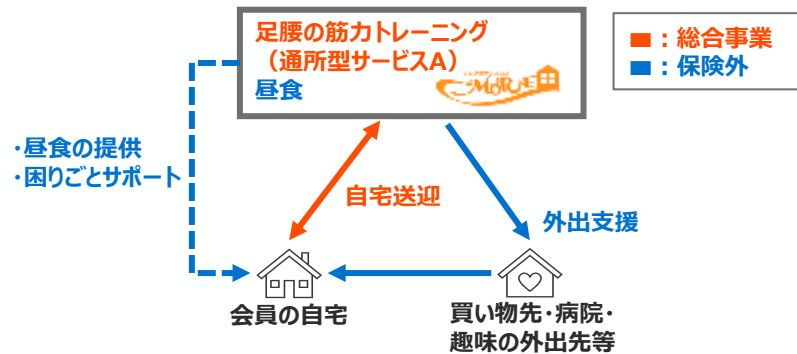 足腰の筋力トレーニング
（通所型サービスA）
昼食
■：総合事業
■：保険外
・昼食の提供
・困りごとサポート
自宅送迎
外出支援
会員の自宅
買い物先・病院・
趣味の外出先等